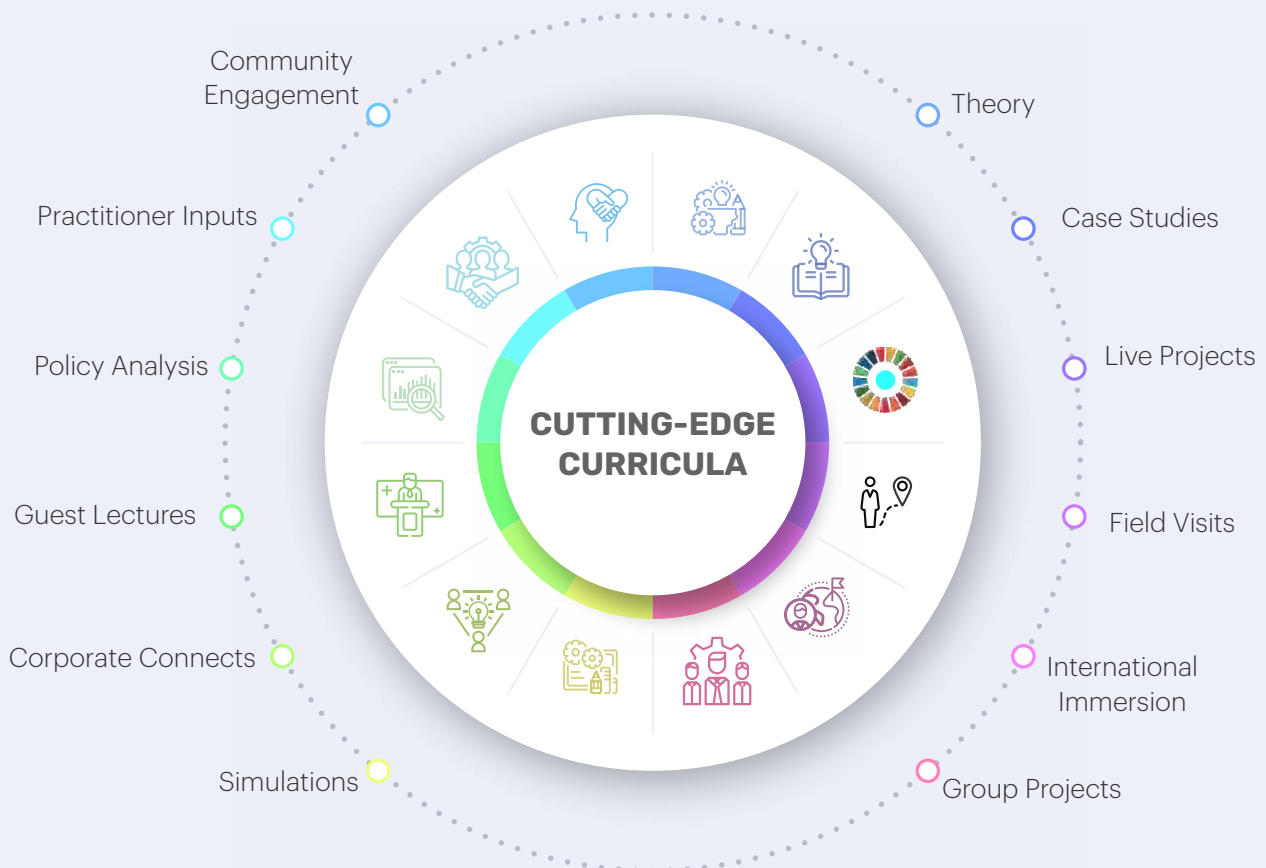 Community
Engagement
Theory
Practitioner Inputs
Case Studies
Policy Analysis
Live Projects
CUTTING-EDGE
CURRICULA
Guest Lectures
Field Visits
Corporate Connects
International
Immersion
Simulations
Group Projects